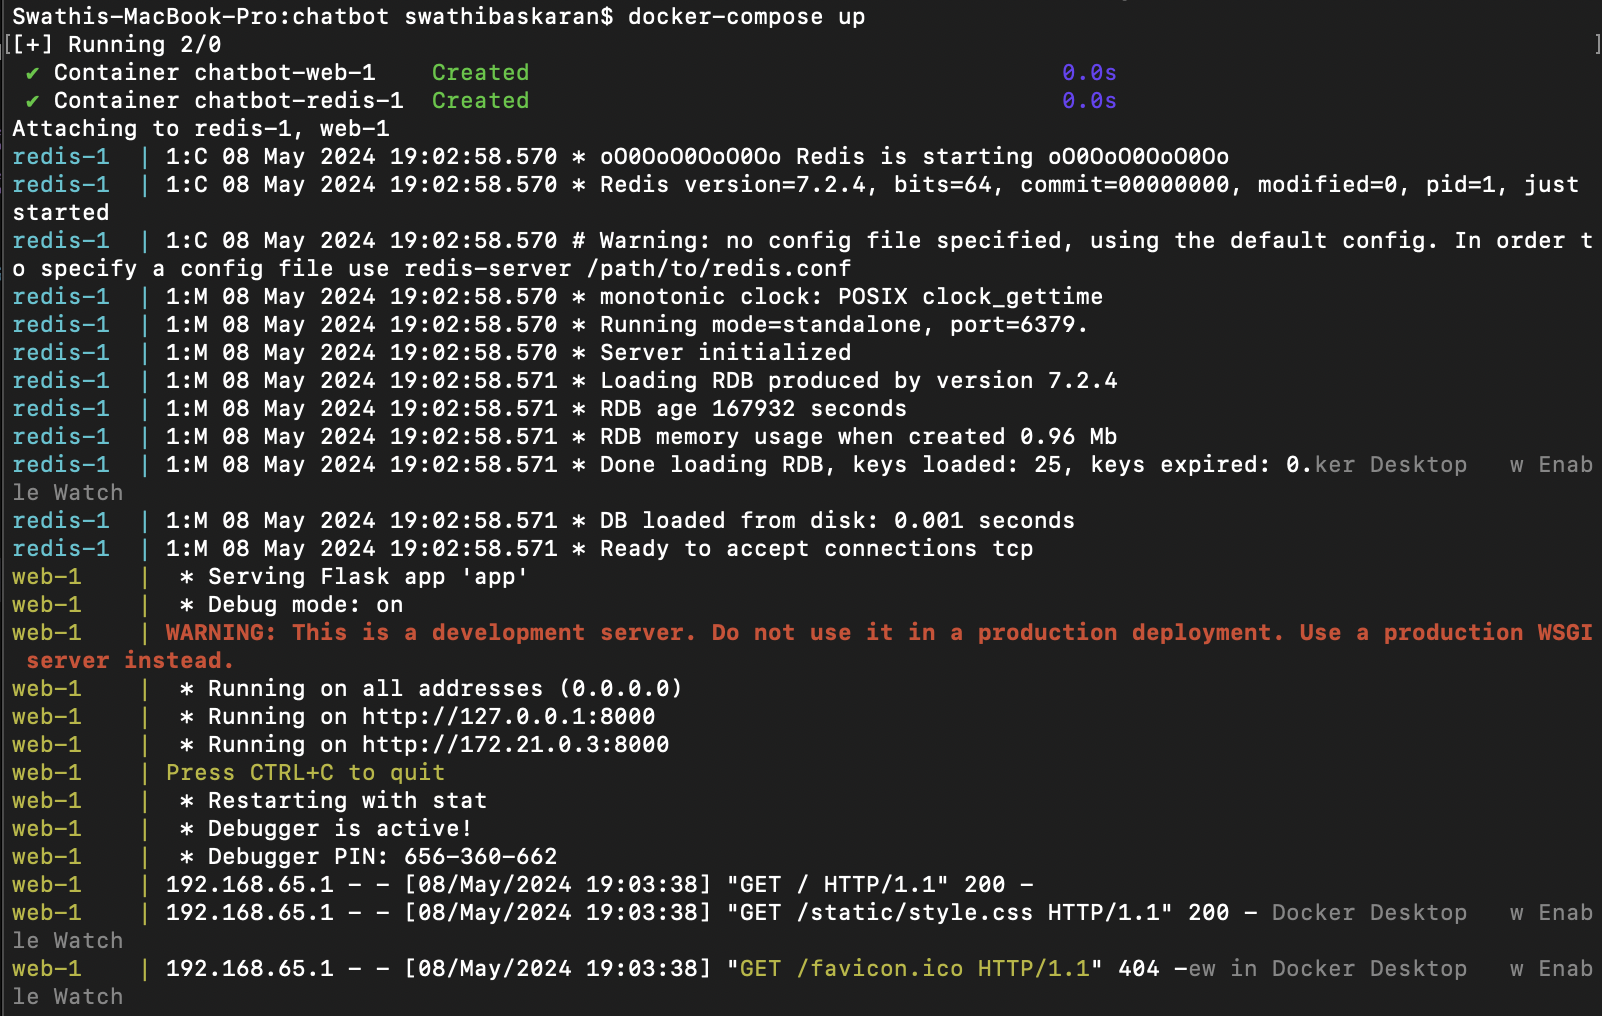 Swathis-MacBook-Pro:chatbot swathibaskaran$ docker-compose up
[[+] Running 2/0 ]
✔ Container chatbot-web-1 Created 0.0s
✔ Container chatbot-redis-1 Created 0.0s
Attaching to redis-1, web-1
redis-1 | 1:C 08 May 2024 19:02:58.570 * oO0OoO0OoO0Oo Redis is starting oO0OoO0OoO0Oo
redis-1 | 1:C 08 May 2024 19:02:58.570 * Redis version=7.2.4, bits=64, commit=00000000, modified=0, pid=1, just
started
redis-1 | 1:C 08 May 2024 19:02:58.570 # Warning: no config file specified, using the default config. In order t
o specify a config file use redis-server /path/to/redis.conf
redis-1 | 1:M 08 May 2024 19:02:58.570 * monotonic clock: POSIX clock_gettime
redis-1 | 1:M 08 May 2024 19:02:58.570 * Running mode=standalone, port=6379.
redis-1 | 1:M 08 May 2024 19:02:58.570 * Server initialized
redis-1 | 1:M 08 May 2024 19:02:58.571 * Loading RDB produced by version 7.2.4
redis-1 | 1:M 08 May 2024 19:02:58.571 * RDB age 167932 seconds
redis-1 | 1:M 08 May 2024 19:02:58.571 * RDB memory usage when created 0.96 Mb
redis-1 | 1:M 08 May 2024 19:02:58.571 * Done loading RDB, keys loaded: 25, keys expired: 0.ker Desktop w Enab
le Watch
redis-1 | 1:M 08 May 2024 19:02:58.571 * DB loaded from disk: 0.001 seconds
redis-1 | 1:M 08 May 2024 19:02:58.571 * Ready to accept connections tcp
web-1 | * Serving Flask app 'app'
web-1 | * Debug mode: on
web-1 | WARNING: This is a development server. Do not use it in a production deployment. Use a production WSGI
server instead.
web-1 | * Running on all addresses (0.0.0.0)
web-1 | * Running on http://127.0.0.1:8000
web-1 | * Running on http://172.21.0.3:8000
web-1 | Press CTRL+C to quit
web-1 | * Restarting with stat
web-1 | * Debugger is active!
web-1 | * Debugger PIN: 656-360-662
web-1 | 192.168.65.1 - - [08/May/2024 19:03:38] "GET / HTTP/1.1" 200 -
web-1 | 192.168.65.1 - - [08/May/2024 19:03:38] "GET /static/style.css HTTP/1.1" 200 - Docker Desktop w Enab
le Watch
web-1 | 192.168.65.1 - - [08/May/2024 19:03:38] "GET /favicon.ico HTTP/1.1" 404 -ew in Docker Desktop w Enab
le Watch